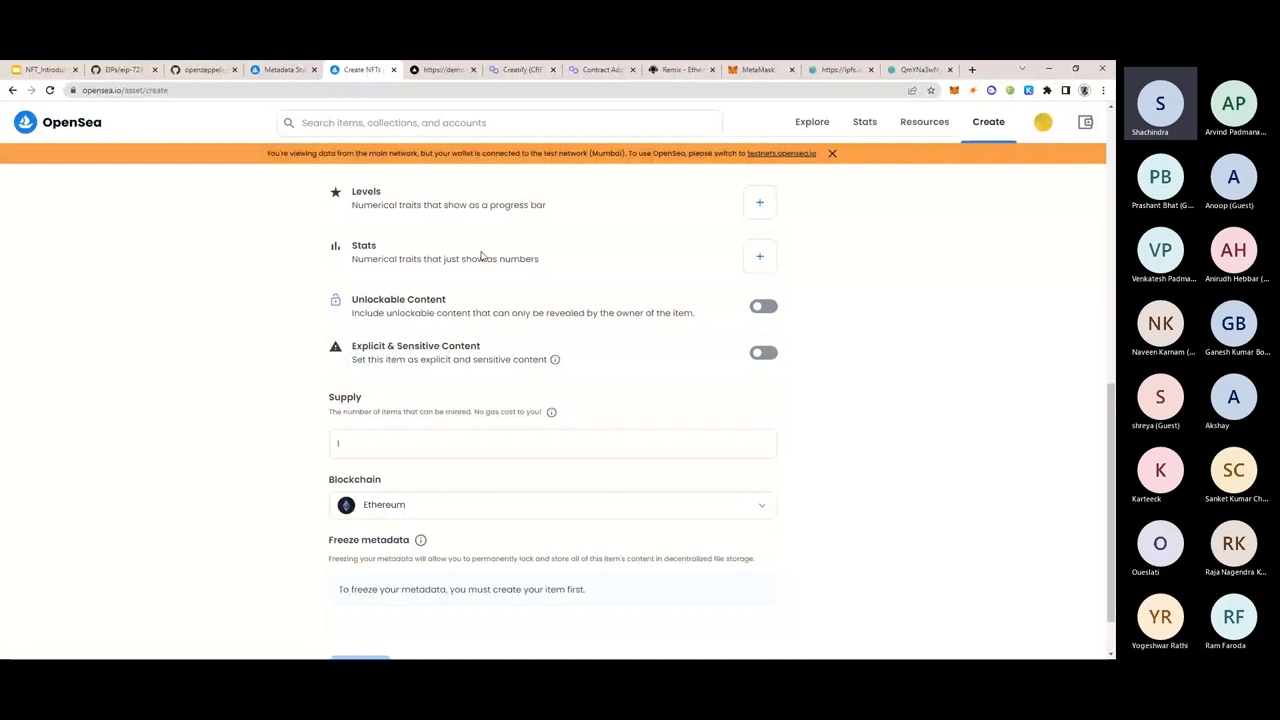 NFT_Introdu
EIPs/eip-721
openzeppeli
Metadata Sta
Create NFTs
https://demo
Creatify (CRF
Contract Add
Remix - Ethe
MetaMask
https://ipfs.i
QmYNa3wN
opensea.io/asset/create
OpenSea
Search items, collections, and accounts
Explore
Stats
Resources
Create
You're viewing data from the main network, but your wallet is connected to the test network (Mumbai). To use OpenSea, please switch to testnets.opensea.io
Levels
Numerical traits that show as a progress bar
Stats
Numerical traits that just show as numbers
Unlockable Content
Include unlockable content that can only be revealed by the owner of the item.
Explicit & Sensitive Content
Set this item as explicit and sensitive content
Supply
The number of items that can be minted. No gas cost to you!
1
Blockchain
Ethereum
Freeze metadata
Freezing your metadata will allow you to permanently lock and store all of this item's content in decentralized file storage.
To freeze your metadata, you must create your item first.
S
AP
Shachindra
Arvind Padmana...
PB
A
Prashant Bhat (G...
Anoop (Guest)
VP
AH
Venkatesh Padma...
Anirudh Hebbar (...
NK
GB
Naveen Karnam (...
Ganesh Kumar Bo...
S
A
shreya (Guest)
Akshay
K
SC
Karteeck
Sanket Kumar Ch...
O
RK
Oueslati
Raja Nagendra K...
YR
RF
Yogeshwar Rathi
Ram Faroda